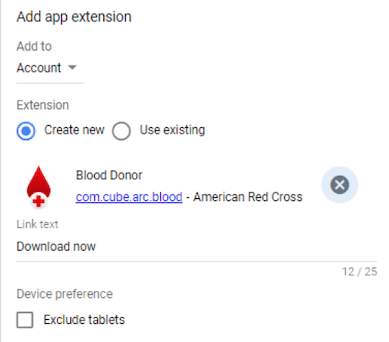 Add app extension
Add to
Account
Extension
Create new Use existing
Blood Donor
com.cube.arc.blood - American Red Cross
Link text
Download now
12 / 25
Device preference
Exclude tablets